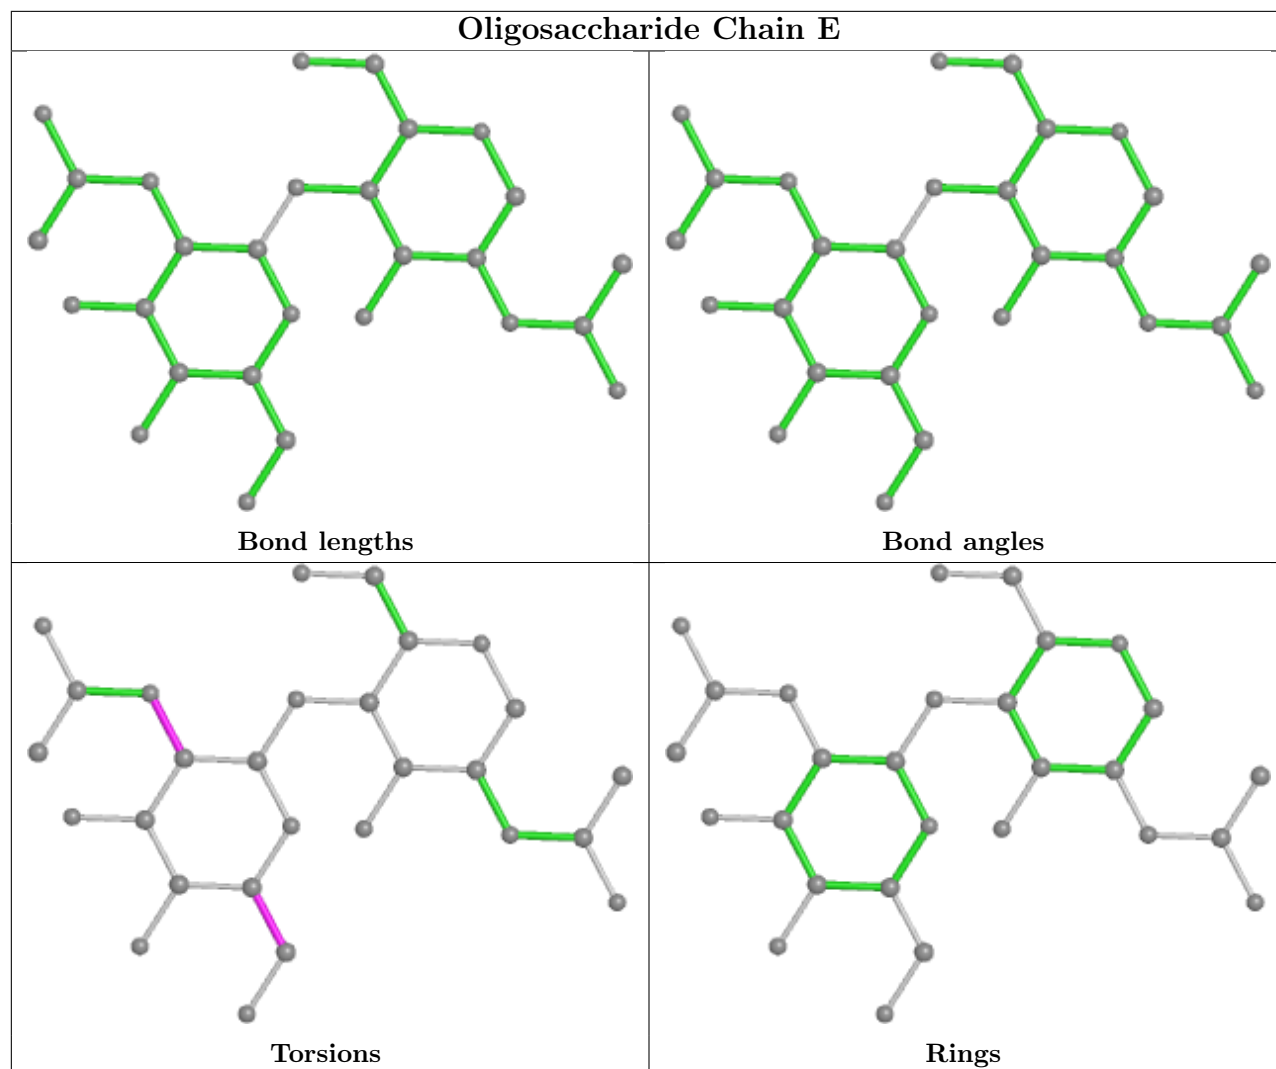 Oligosaccharide Chain E
Bond lengths
Bond angles
Torsions
Rings